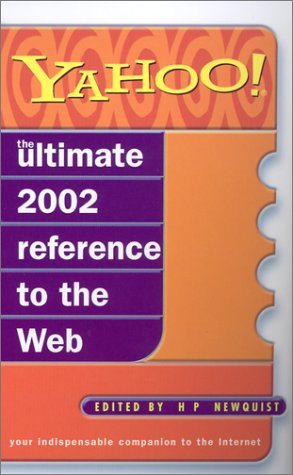 YAHOO!®
the
ultimate
2002
reference
to the
Web
EDITED BY H P NEWQUIST
your indispensable companion to the Internet